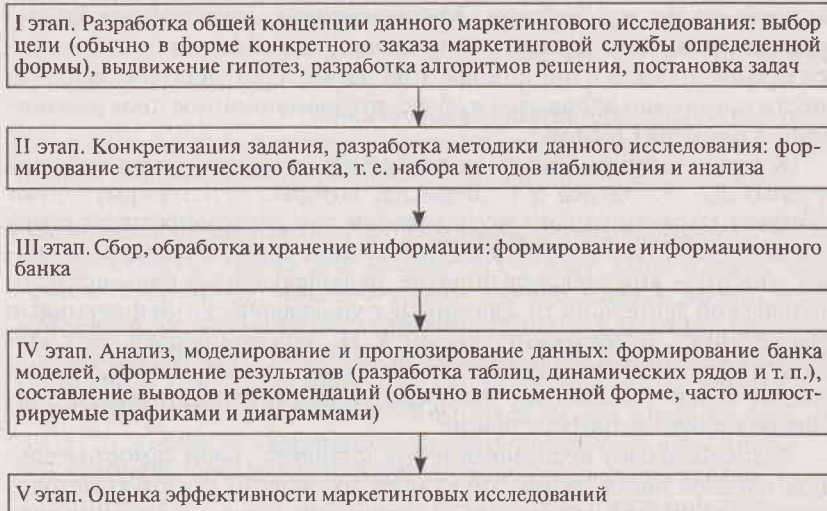 I этап. Разработка общей концепции данного маркетингового исследования: выбор
цели (обычно в форме конкретного заказа маркетинговой службы определенной
формы), выдвижение гипотез, разработка алгоритмов решения, постановка задач
II этап. Конкретизация задания, разработка методики данного исследования: фор-
мирование статистического банка, т. е. набора методов наблюдения и анализа
III этап. Сбор, обработка и хранение информации: формирование информационного
банка
IV этап. Анализ, моделирование и прогнозирование данных: формирование банка
моделей, оформление результатов (разработка таблиц, динамических рядов и т. п.),
составление выводов и рекомендаций (обычно в письменной форме, часто иллюст-
рируемые графиками и диаграммами)
V этап. Оценка эффективности маркетинговых исследований